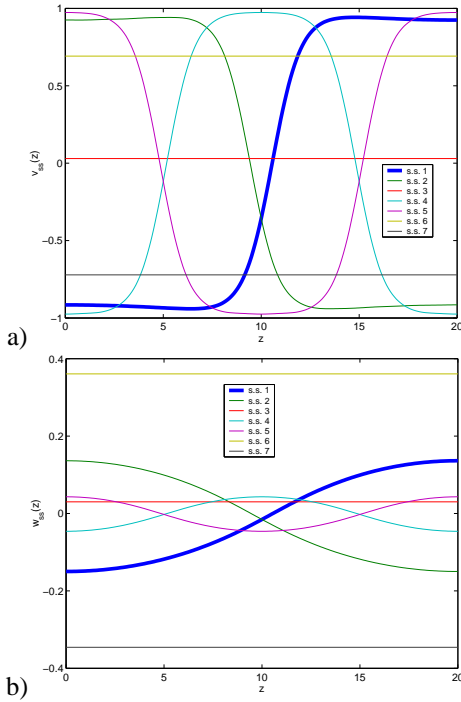 1
0.5
v_ss(z)
0
s.s. 1
s.s. 2
s.s. 3
s.s. 4
s.s. 5
s.s. 6
s.s. 7
−0.5
−1
0 5 10 15 20
z
a)
0.4
s.s. 1
s.s. 2
s.s. 3
s.s. 4
s.s. 5
s.s. 6
s.s. 7
0.2
w_ss(z)
0
−0.2
−0.4
0 5 10 15 20
z
b)